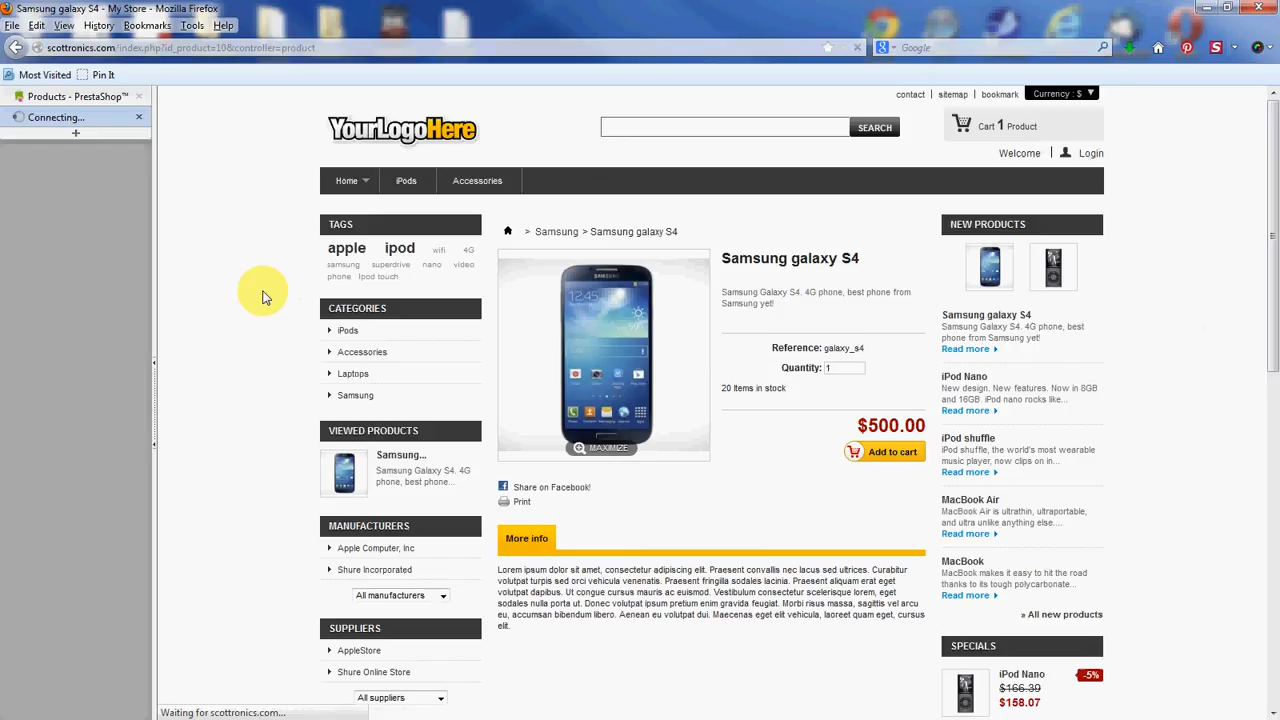 Samsung galaxy S4 - My Store - Mozilla Firefox
File Edit View History Bookmarks Tools Help
scottronics.com/index.php?id_product=10&controller=product
Google
Most Visited Pin It
Products - PrestaShop™
Connecting...
contact sitemap bookmark Currency : $
YourLogoHere
SEARCH
Cart 1 Product
Welcome Login
Home iPods Accessories
TAGS
apple ipod wifi 4G
samsung superdrive nano video
phone Ipod touch
CATEGORIES
iPods
Accessories
Laptops
Samsung
VIEWED PRODUCTS
Samsung...
Samsung Galaxy S4. 4G
phone, best phone...
MANUFACTURERS
Apple Computer, Inc
Shure Incorporated
All manufacturers
SUPPLIERS
AppleStore
Shure Online Store
All suppliers
> Samsung > Samsung galaxy S4
SAMSUNG
MAXIMIZE
Share on Facebook!
Print
Samsung galaxy S4
Samsung Galaxy S4. 4G phone, best phone from
Samsung yet!
Reference: galaxy_s4
Quantity: 1
20 Items in stock
$500.00
Add to cart
More info
Lorem ipsum dolor sit amet, consectetur adipiscing elit. Praesent convallis nec lacus sed ultrices. Curabitur
volutpat turpis sed orci vehicula venenatis. Praesent fringilla sodales lacinia. Praesent aliquam erat eget
volutpat dapibus. Ut congue cursus mauris ac euismod. Vestibulum consectetur scelerisque lorem, eget
sodales nulla porta ut. Donec volutpat ipsum pretium enim gravida feugiat. Morbi risus massa, sagittis vel arcu
eu, accumsan bibendum libero. Aenean eu volutpat dui. Maecenas eget elit vehicula, laoreet quam eget, cursus
elit.
NEW PRODUCTS
Samsung galaxy S4
Samsung Galaxy S4. 4G phone, best
phone from Samsung yet!
Read more
iPod Nano
New design. New features. Now in 8GB
and 16GB. iPod nano rocks like...
Read more
iPod shuffle
iPod shuffle, the world's most wearable
music player, now clips on in...
Read more
MacBook Air
MacBook Air is ultrathin, ultraportable,
and ultra unlike anything else....
Read more
MacBook
MacBook makes it easy to hit the road
thanks to its tough polycarbonate...
Read more
» All new products
SPECIALS
iPod Nano -5%
$166.39
$158.07
Waiting for scottronics.com...